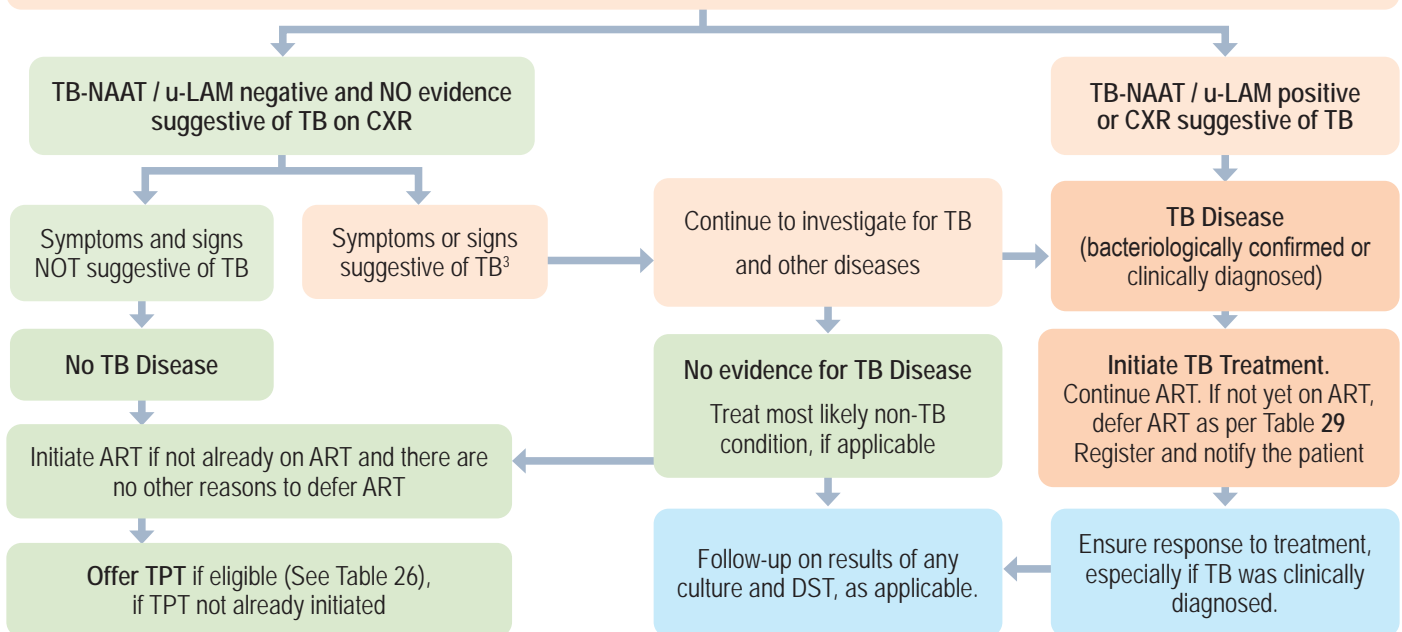 TB-NAAT / u-LAM negative and NO evidence
suggestive of TB on CXR
TB-NAAT / u-LAM positive
or CXR suggestive of TB
Symptoms and signs
NOT suggestive of TB
Symptoms or signs
suggestive of TB3
Continue to investigate for TB
and other diseases
TB Disease
(bacteriologically confirmed or
clinically diagnosed)
No TB Disease
No evidence for TB Disease
Treat most likely non-TB
condition, if applicable
Initiate TB Treatment.
Continue ART. If not yet on ART,
defer ART as per Table 29
Register and notify the patient
Initiate ART if not already on ART and there are
no other reasons to defer ART
Offer TPT if eligible (See Table 26),
if TPT not already initiated
Follow-up on results of any
culture and DST, as applicable.
Ensure response to treatment,
especially if TB was clinically
diagnosed.